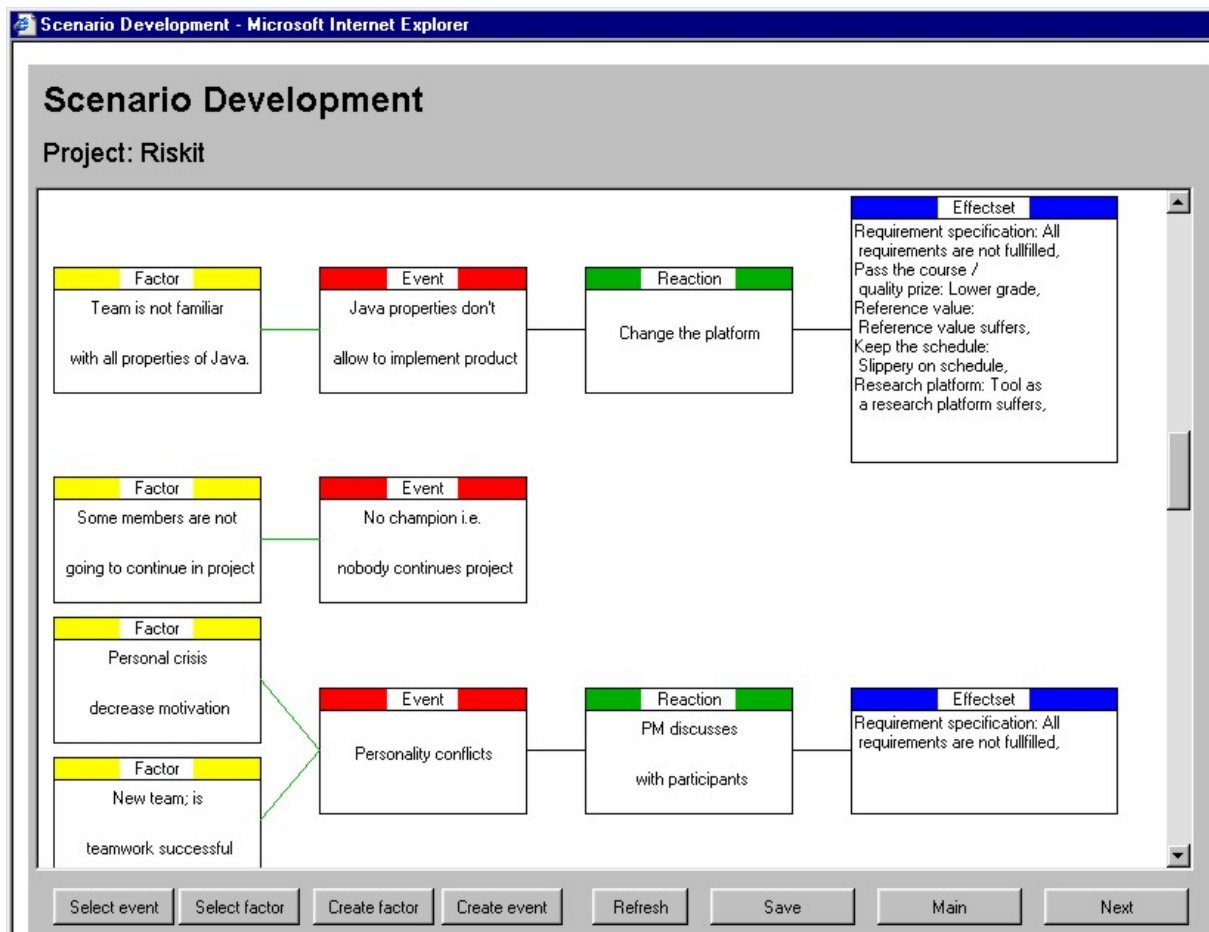 Scenario Development - Microsoft Internet Explorer
Scenario Development
Project: Riskit
Factor
Team is not familiar
with all properties of Java.
Event
Java properties don't
allow to implement product
Reaction
Change the platform
Effectset
Requirement specification: All
requirements are not fullfilled,
Pass the course /
quality prize: Lower grade,
Reference value:
Reference value suffers,
Keep the schedule:
Slippery on schedule,
Research platform: Tool as
a research platform suffers,
Factor
Some members are not
going to continue in project
Event
No champion i.e.
nobody continues project
Factor
Personal crisis
decrease motivation
Factor
New team; is
teamwork successful
Event
Personality conflicts
Reaction
PM discusses
with participants
Effectset
Requirement specification: All
requirements are not fullfilled,
Select event
Select factor
Create factor
Create event
Refresh
Save
Main
Next